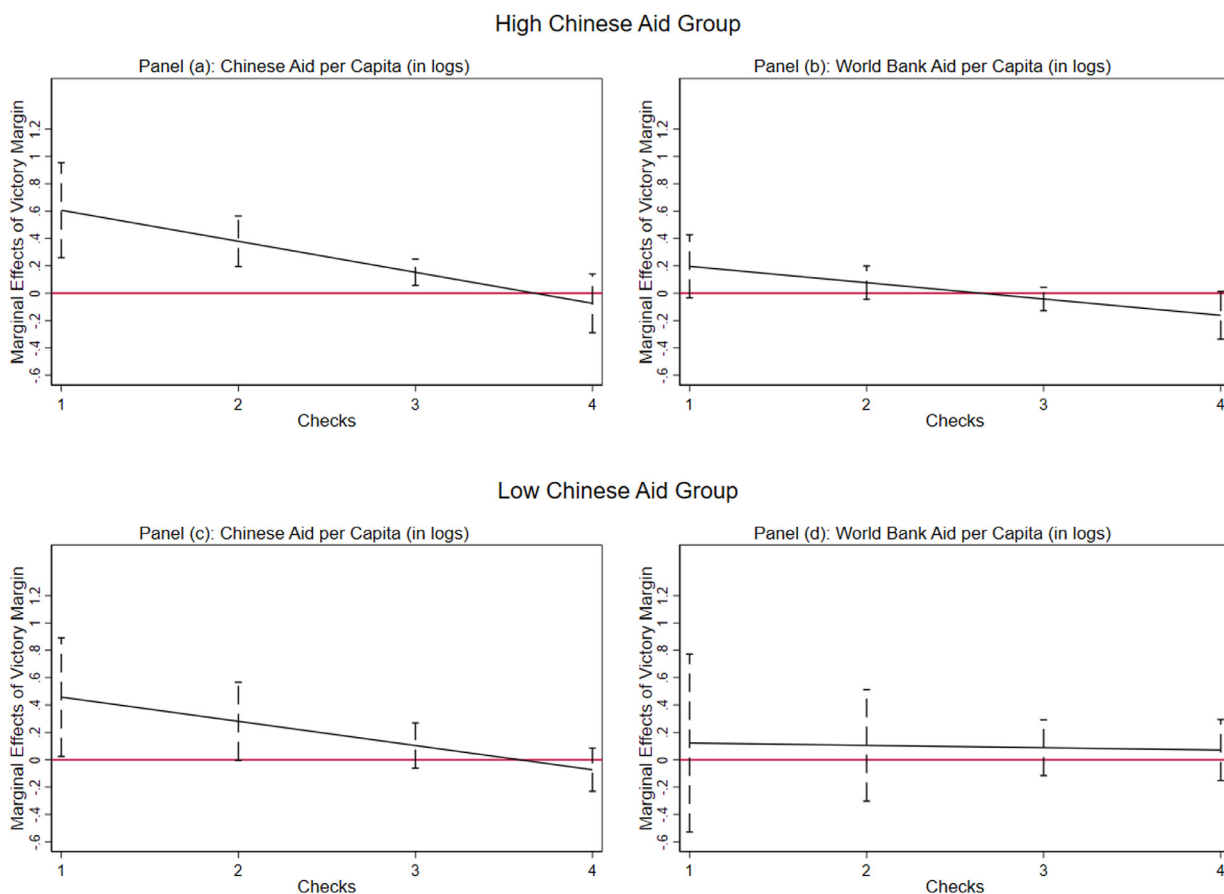 High Chinese Aid Group
Panel (a): Chinese Aid per Capita (in logs)
Marginal Effects of Victory Margin
-.6 -.4 -.2 0 .2 .4 .6 .8 1 1.2
1 2 3 4
Checks
Panel (b): World Bank Aid per Capita (in logs)
Marginal Effects of Victory Margin
-.6 -.4 -.2 0 .2 .4 .6 .8 1 1.2
1 2 3 4
Checks
Low Chinese Aid Group
Panel (c): Chinese Aid per Capita (in logs)
Marginal Effects of Victory Margin
-.6 -.4 -.2 0 .2 .4 .6 .8 1 1.2
1 2 3 4
Checks
Panel (d): World Bank Aid per Capita (in logs)
Marginal Effects of Victory Margin
-.6 -.4 -.2 0 .2 .4 .6 .8 1 1.2
1 2 3 4
Checks